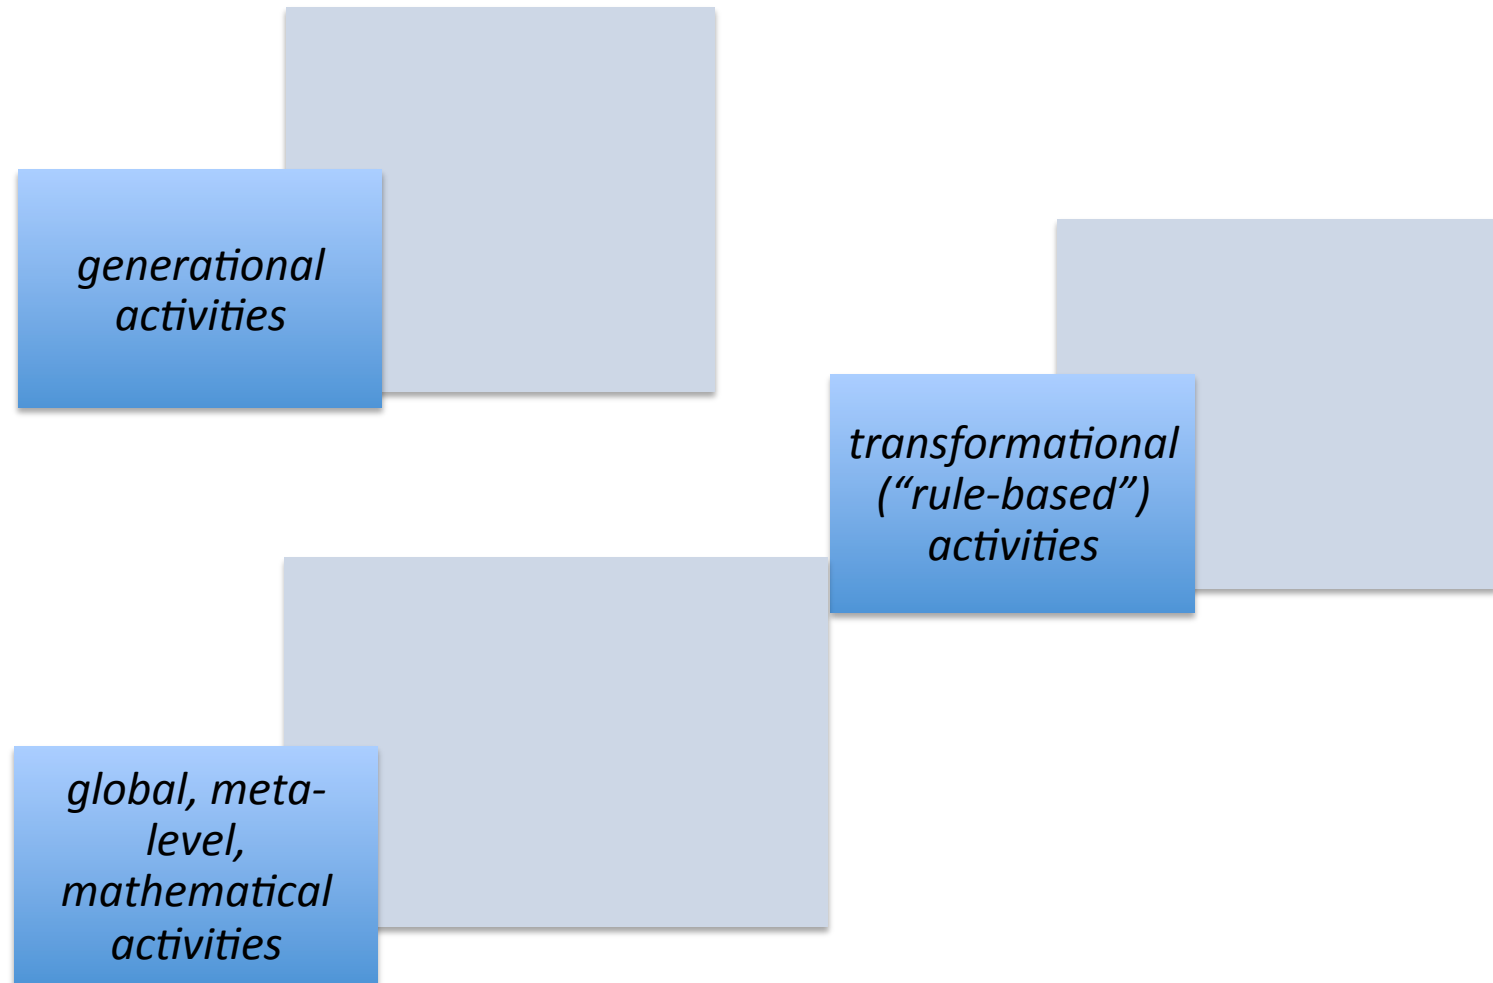 generational
activities
transformational
(“rule-based”)
activities
global, meta-
level,
mathematical
activities